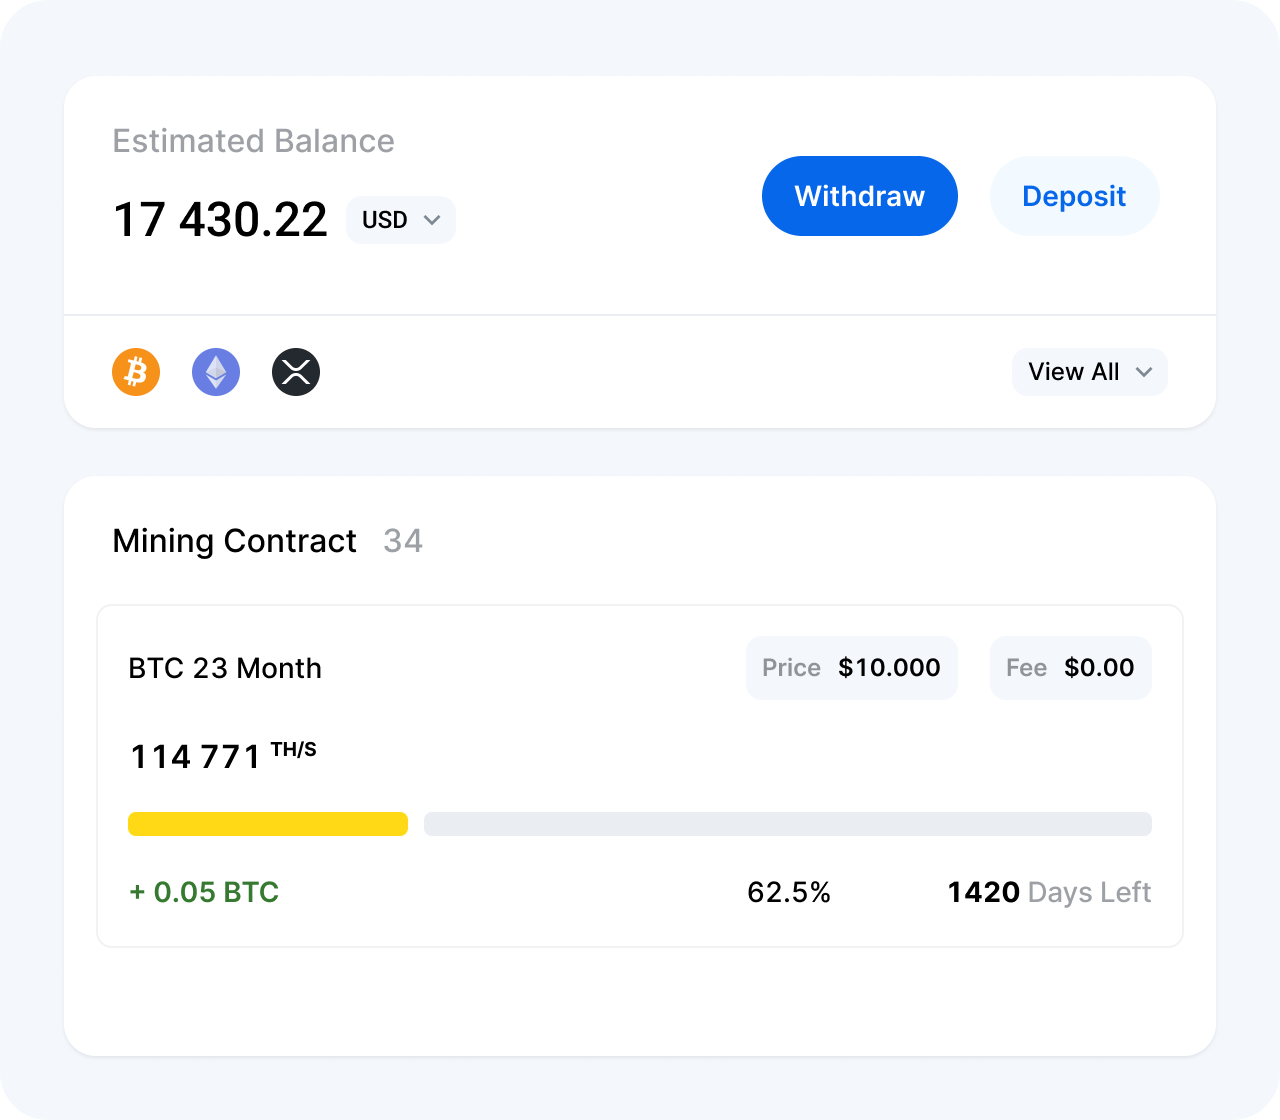 Estimated Balance
17 430.22 USD
Withdraw
Deposit
View All
Mining Contract 34
BTC 23 Month
Price $10.000
Fee $0.00
114 771 TH/S
+ 0.05 BTC
62.5%
1420 Days Left